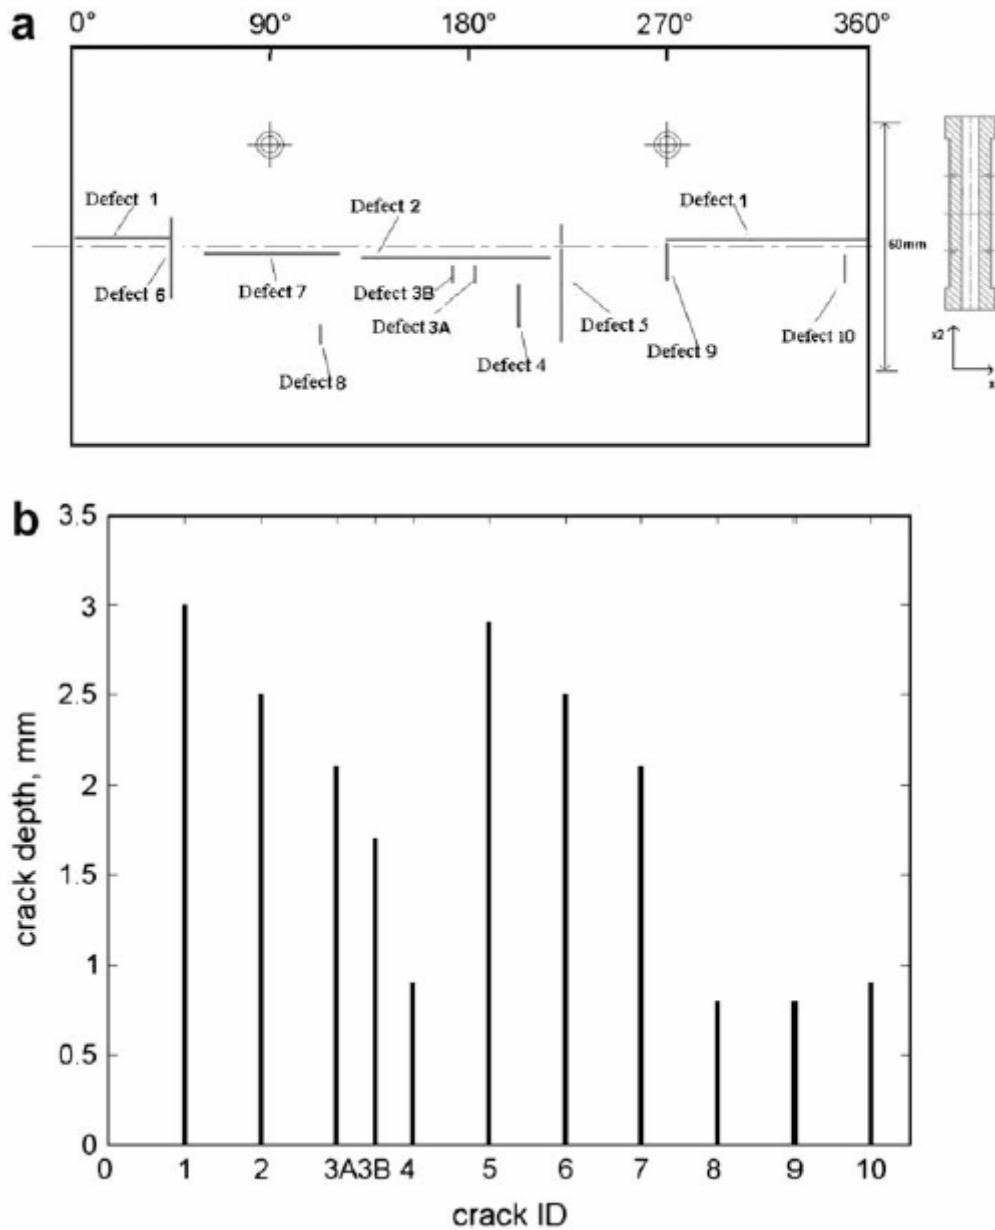 a
0° 90° 180° 270° 360°
Defect 1
Defect 2
Defect 1
60mm
Defect 6
Defect 7
Defect 3B
Defect 3A
Defect 5
Defect 10
Defect 9
Defect 4
Defect 8
x2
x
b
3.5
3
2.5
2
1.5
1
0.5
0
crack depth, mm
0 1 2 3A3B 4 5 6 7 8 9 10
crack ID